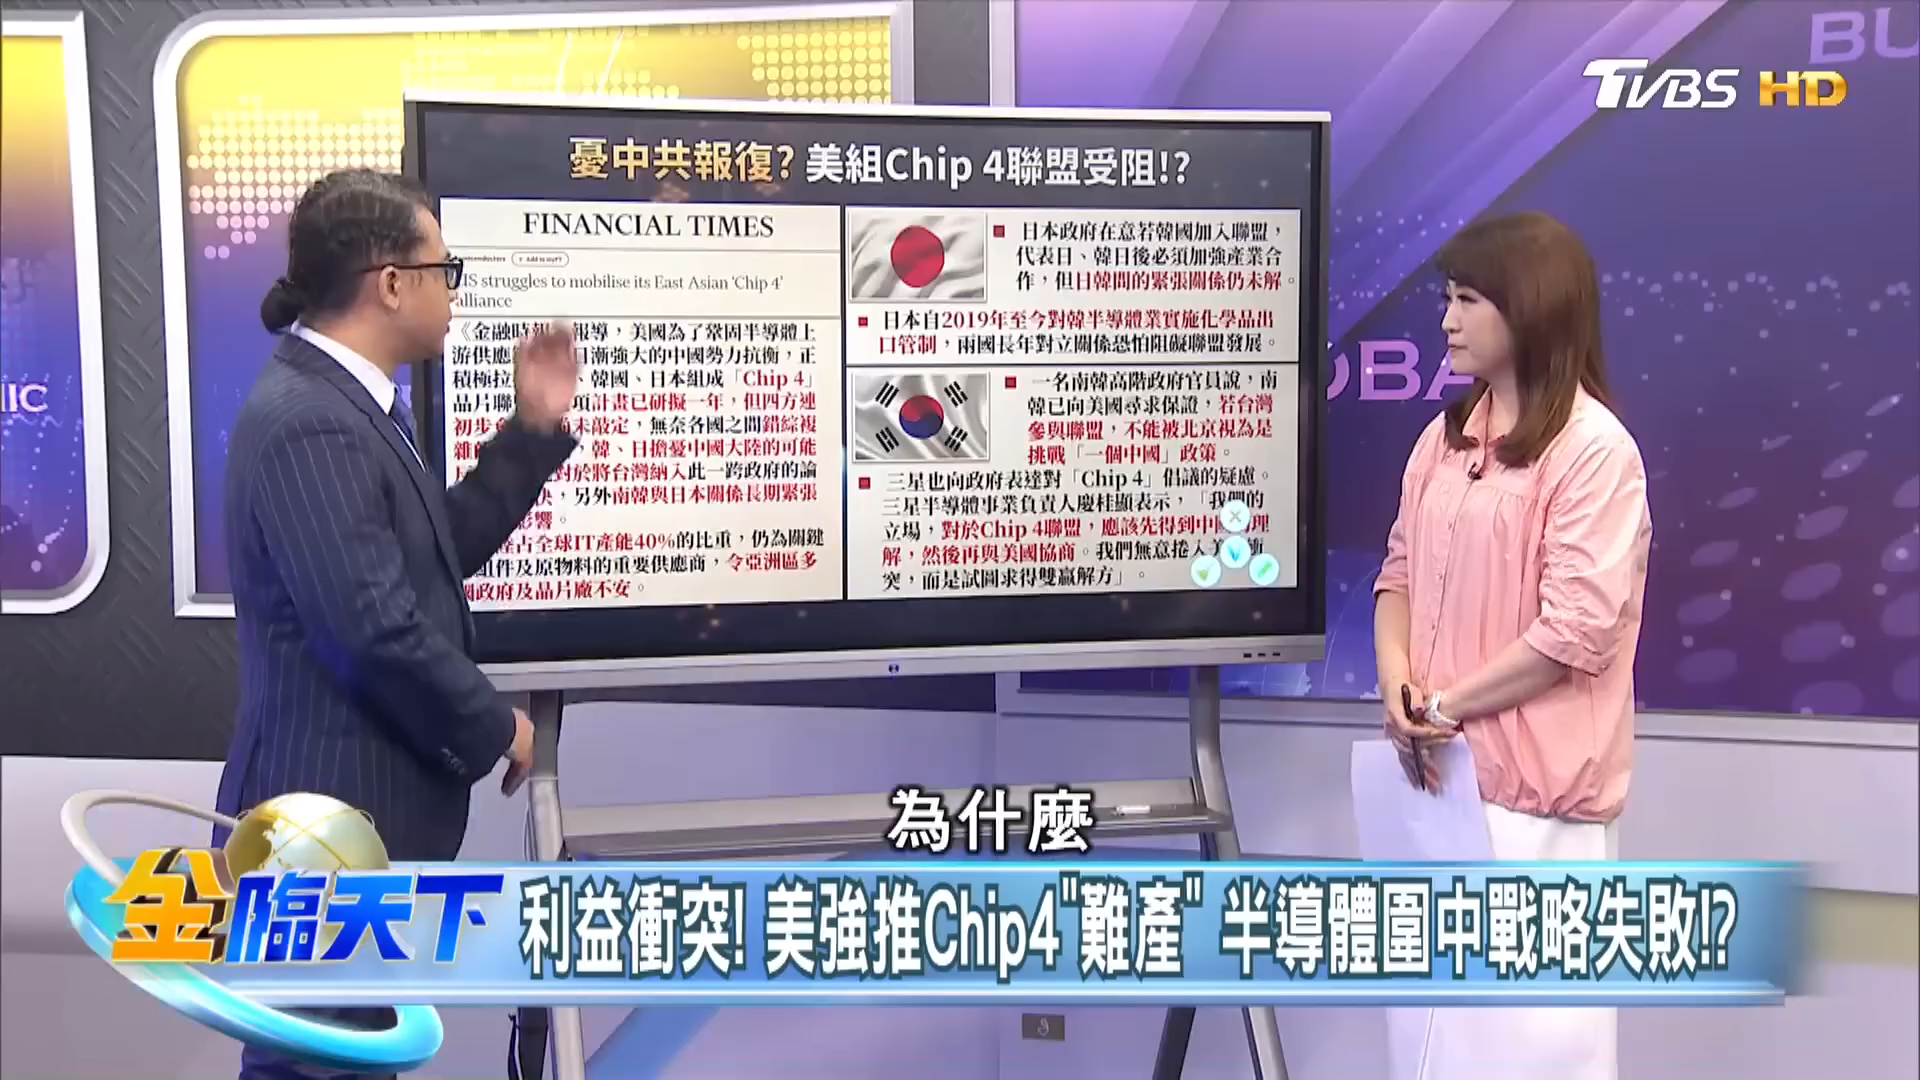 BU
TVBS HD
憂中共報復? 美組Chip 4聯盟受阻!?
FINANCIAL TIMES
US struggles to mobilise its East Asian 'Chip 4'
alliance
《金融時報 報導，美國為了鞏固半導體上
游供應 日漸強大的中國勢力抗衡，正
積極拉 、韓國、日本組成「Chip 4」
晶片聯 項計畫已研擬一年，但四方連
初步 尚未敲定，無奈各國之間錯綜複
雜 ，韓、日擔憂中國大陸的可能
對於將台灣納入此一跨政府的論
，另外南韓與日本關係長期緊張
影響。
占全球IT產能40%的比重，仍為關鍵
組件及原物料的重要供應商，令亞洲區多
國政府及晶片廠不安。
■ 日本政府在意若韓國加入聯盟，
代表日、韓日後必須加強產業合
作，但日韓間的緊張關係仍未解。
■ 日本自2019年至今對韓半導體業實施化學品出
口管制，兩國長年對立關係恐怕阻礙聯盟發展。
■ 一名南韓高階政府官員說，南
韓已向美國尋求保證，若台灣
參與聯盟，不能被北京視為是
挑戰「一個中國」政策。
■ 三星也向政府表達對「Chip 4」倡議的疑慮。
三星半導體事業負責人慶桂顯表示，「我們的
立場，對於Chip 4聯盟，應該先得到中 理
解，然後再與美國協商。我們無意捲入美 衝
突，而是試圖求得雙贏解方」。
IC
OBA
為什麼
金臨天下
利益衝突! 美強推Chip4"難產" 半導體圍中戰略失敗!?